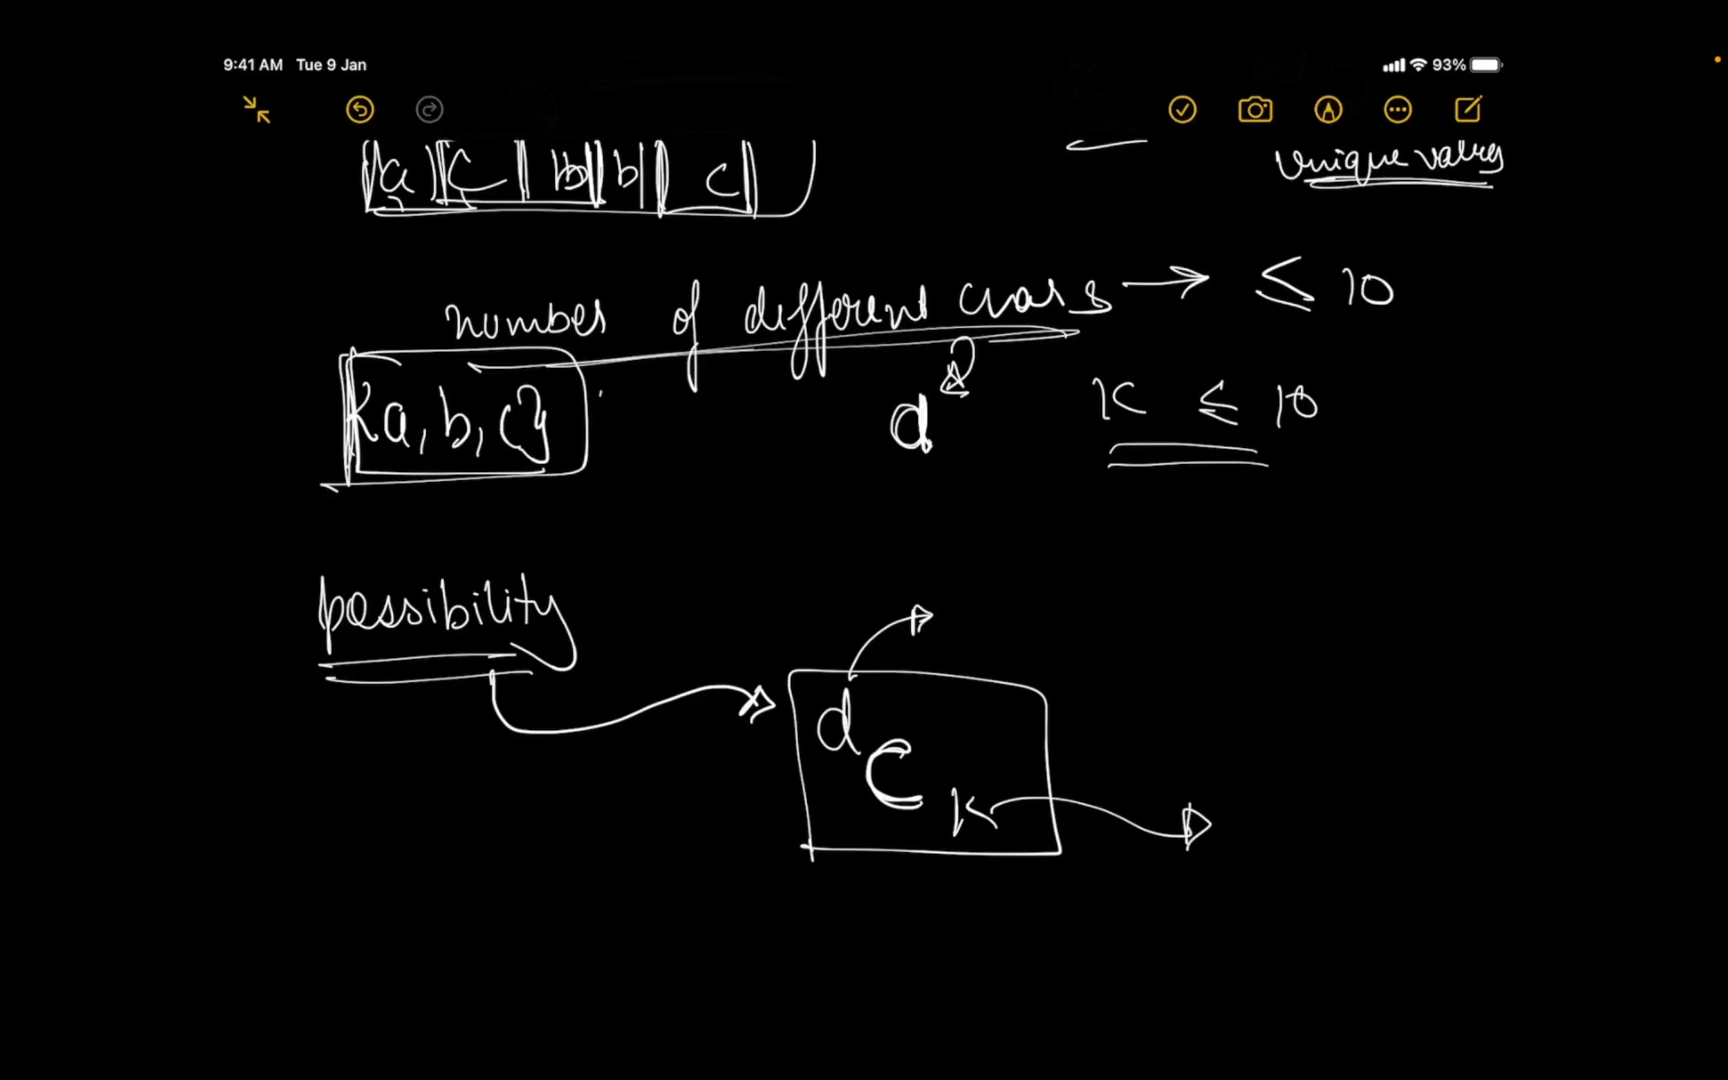 9:41 AM Tue 9 Jan 93%
a c b b c
unique values
number of different chars → ≤ 10
{a, b, c}
d
K ≤ 10
possibility
d C K